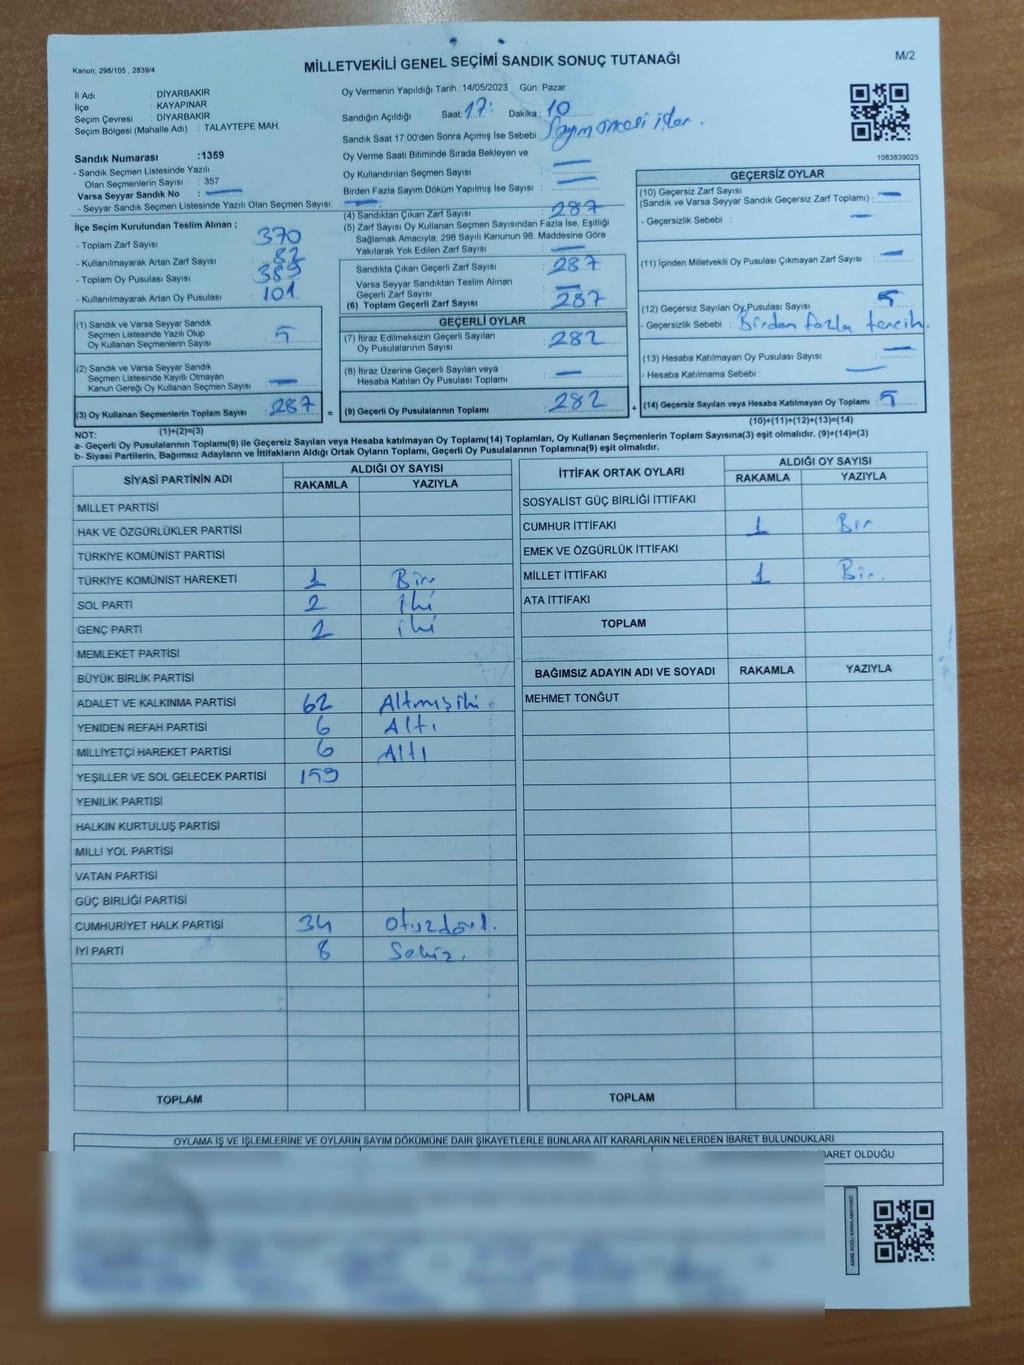 Kanun: 298/105 , 2839/4
MİLLETVEKİLİ GENEL SEÇİMİ SANDIK SONUÇ TUTANAĞI
M/2
İl Adı : DİYARBAKIR
İlçe : KAYAPINAR
Seçim Çevresi : DİYARBAKIR
Seçim Bölgesi (Mahalle Adı) : TALAYTEPE MAH.
Sandık Numarası :1359
- Sandık Seçmen Listesinde Yazılı
Olan Seçmenlerin Sayısı : 357
Varsa Seyyar Sandık No :
- Seyyar Sandık Seçmen Listesinde Yazılı Olan Seçmen Sayısı:
Oy Vermenin Yapıldığı Tarih : 14/05/2023 Gün: Pazar
Sandığın Açıldığı Saat: 17: Dakika: 10
Sandık Saat 17:00'den Sonra Açımış İse Sebebi : Sayım öncesi işler.
Oy Verme Saati Bitiminde Sırada Bekleyen ve
Oy Kullandırılan Seçmen Sayısı :
Birden Fazla Sayım Döküm Yapılmış İse Sayısı :
1083839025
İlçe Seçim Kurulundan Teslim Alınan ;
- Toplam Zarf Sayısı : 370
- Kullanılmayarak Artan Zarf Sayısı : 82
- Toplam Oy Pusulası Sayısı : 389
- Kullanılmayarak Artan Oy Pusulası : 101
(1) Sandık ve Varsa Seyyar Sandık
Seçmen Listesinde Yazılı Olup
Oy Kullanan Seçmenlerin Sayısı : 5
(2) Sandık ve Varsa Seyyar Sandık
Seçmen Listesinde Kayıtlı Olmayan
Kanun Gereği Oy Kullanan Seçmen Sayısı :
(3) Oy Kullanan Seçmenlerin Toplam Sayısı : 287 =
(1)+(2)=(3)
(4) Sandıktan Çıkan Zarf Sayısı : 287
(5) Zarf Sayısı Oy Kullanan Seçmen Sayısından Fazla İse, Eşitliği
Sağlamak Amacıyla; 298 Sayılı Kanunun 98. Maddesine Göre
Yakılarak Yok Edilen Zarf Sayısı :
Sandıkta Çıkan Geçerli Zarf Sayısı : 287
Varsa Seyyar Sandıktan Teslim Alınan
Geçerli Zarf Sayısı :
(6) Toplam Geçerli Zarf Sayısı : 287
GEÇERLİ OYLAR
(7) İtiraz Edilmeksizin Geçerli Sayılan
Oy Pusulalarının Sayısı : 282
(8) İtiraz Üzerine Geçerli Sayılan veya
Hesaba Katılan Oy Pusulası Toplamı :
(9) Geçerli Oy Pusulalarının Toplamı : 282 +
GEÇERSİZ OYLAR
(10) Geçersiz Zarf Sayısı
(Sandık ve Varsa Seyyar Sandık Geçersiz Zarf Toplamı) :
- Geçersizlik Sebebi :
(11) İçinden Milletvekili Oy Pusulası Çıkmayan Zarf Sayısı :
(12) Geçersiz Sayılan Oy Pusulası Sayısı : 5
- Geçersizlik Sebebi : Birden fazla tercih.
(13) Hesaba Katılmayan Oy Pusulası Sayısı :
- Hesaba Katılmama Sebebi :
(14) Geçersiz Sayılan veya Hesaba Katılmayan Oy Toplamı : 5
(10)+(11)+(12)+(13)=(14)
NOT:
a- Geçerli Oy Pusulalarının Toplamı(9) ile Geçersiz Sayılan veya Hesaba katılmayan Oy Toplamı(14) Toplamları, Oy Kullanan Seçmenlerin Toplam Sayısına(3) eşit olmalıdır. (9)+(14)=(3)
b- Siyasi Partilerin, Bağımsız Adayların ve İttifakların Aldığı Ortak Oyların Toplamı, Geçerli Oy Pusulalarının Toplamına(9) eşit olmalıdır.
SİYASİ PARTİNİN ADI ALDIĞI OY SAYISI
RAKAMLA YAZIYLA
MİLLET PARTİSİ
HAK VE ÖZGÜRLÜKLER PARTİSİ
TÜRKİYE KOMÜNİST PARTİSİ
TÜRKİYE KOMÜNİST HAREKETİ 1 Bir
SOL PARTİ 2 iki
GENÇ PARTİ 2 iki
MEMLEKET PARTİSİ
BÜYÜK BİRLİK PARTİSİ
ADALET VE KALKINMA PARTİSİ 62 Altmışiki
YENİDEN REFAH PARTİSİ 6 Altı
MİLLİYETÇİ HAREKET PARTİSİ 6 Altı
YEŞİLLER VE SOL GELECEK PARTİSİ 159
YENİLİK PARTİSİ
HALKIN KURTULUŞ PARTİSİ
MİLLİ YOL PARTİSİ
VATAN PARTİSİ
GÜÇ BİRLİĞİ PARTİSİ
CUMHURİYET HALK PARTİSİ 34 Otuzdört.
İYİ PARTİ 8 Sekiz.
TOPLAM
İTTİFAK ORTAK OYLARI ALDIĞI OY SAYISI
RAKAMLA YAZIYLA
SOSYALİST GÜÇ BİRLİĞİ İTTİFAKI
CUMHUR İTTİFAKI 1 Bir
EMEK VE ÖZGÜRLÜK İTTİFAKI
MİLLET İTTİFAKI 1 Bir.
ATA İTTİFAKI
TOPLAM
BAĞIMSIZ ADAYIN ADI VE SOYADI RAKAMLA YAZIYLA
MEHMET TONĞUT
TOPLAM
OYLAMA İŞ VE İŞLEMLERİNE VE OYLARIN SAYIM DÖKÜMÜNE DAİR ŞİKAYETLERLE BUNLARA AİT KARARLARIN NELERDEN İBARET BULUNDUKLARI
BARET OLDUĞU